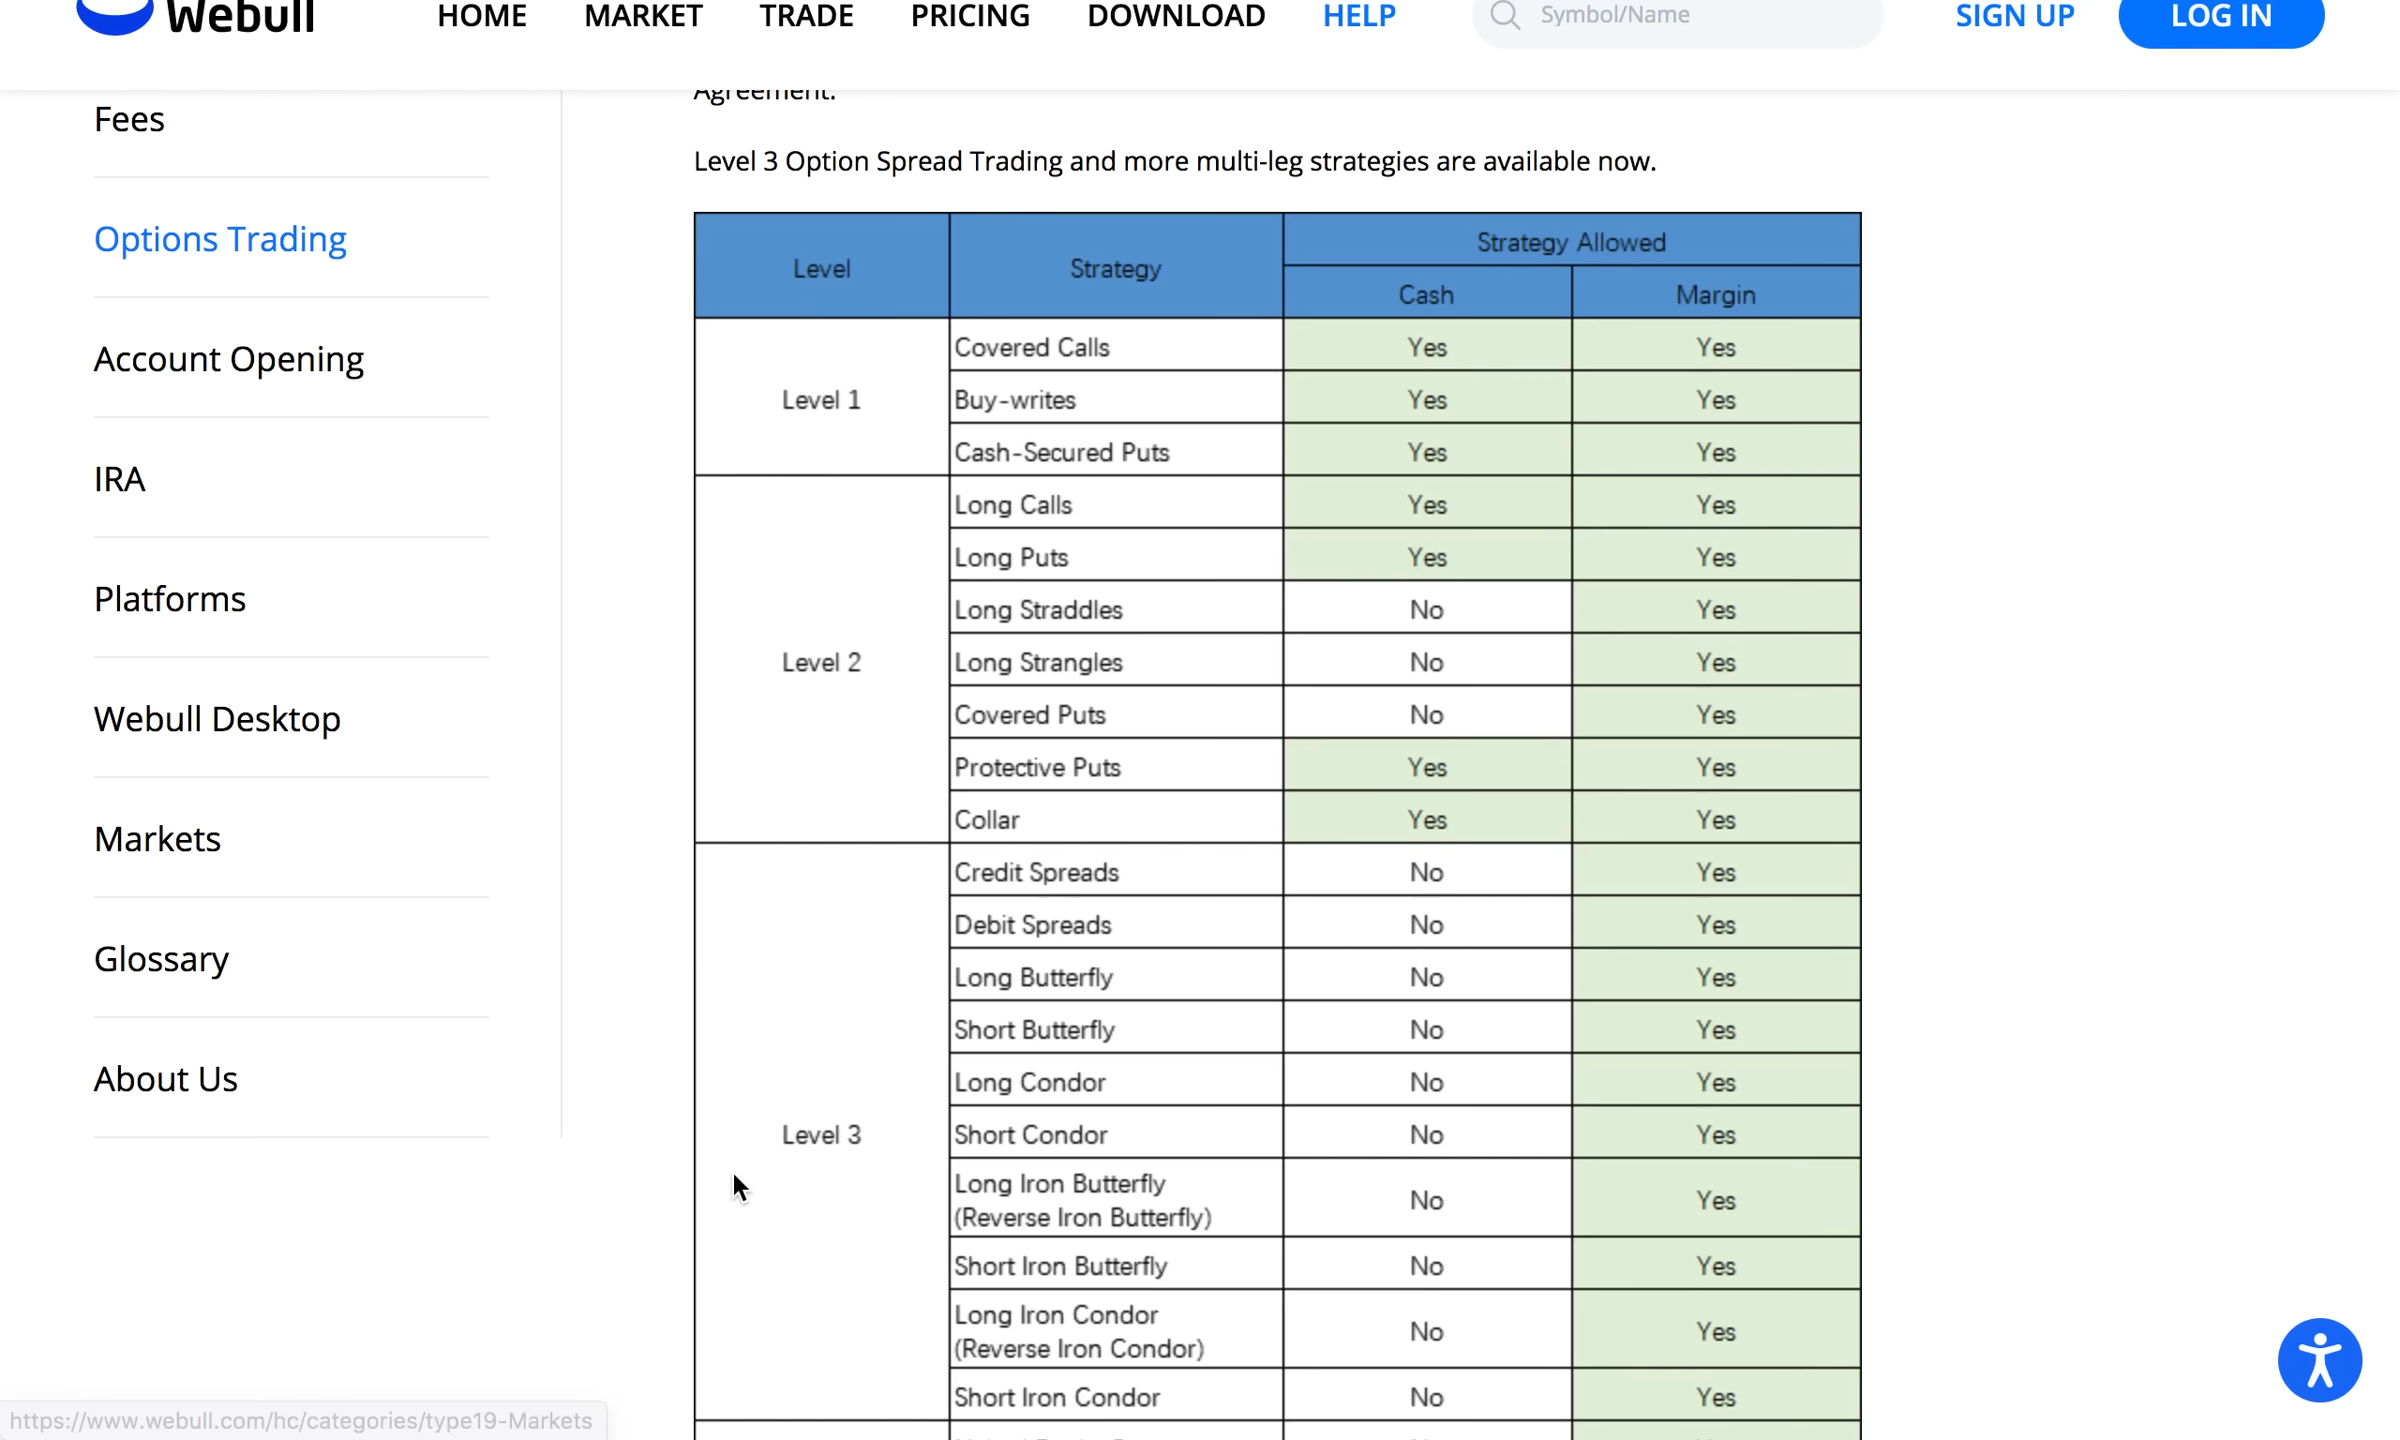 Webull
HOME MARKET TRADE PRICING DOWNLOAD HELP Symbol/Name SIGN UP LOG IN
Fees
Options Trading
Account Opening
IRA
Platforms
Webull Desktop
Markets
Glossary
About Us
Agreement.
Level 3 Option Spread Trading and more multi-leg strategies are available now.
Level Strategy Strategy Allowed
Cash Margin
Level 1
Covered Calls Yes Yes
Buy-writes Yes Yes
Cash-Secured Puts Yes Yes
Level 2
Long Calls Yes Yes
Long Puts Yes Yes
Long Straddles No Yes
Long Strangles No Yes
Covered Puts No Yes
Protective Puts Yes Yes
Collar Yes Yes
Level 3
Credit Spreads No Yes
Debit Spreads No Yes
Long Butterfly No Yes
Short Butterfly No Yes
Long Condor No Yes
Short Condor No Yes
Long Iron Butterfly
(Reverse Iron Butterfly) No Yes
Short Iron Butterfly No Yes
Long Iron Condor
(Reverse Iron Condor) No Yes
Short Iron Condor No Yes
https://www.webull.com/hc/categories/type19-Markets